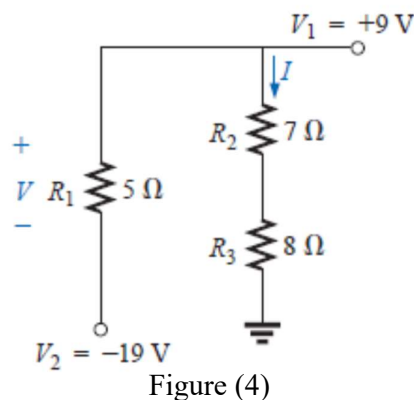 V₁ = +9 V
I
+
V
−
R₁
5 Ω
R₂
7 Ω
R₃
8 Ω
V₂ = −19 V
Figure (4)